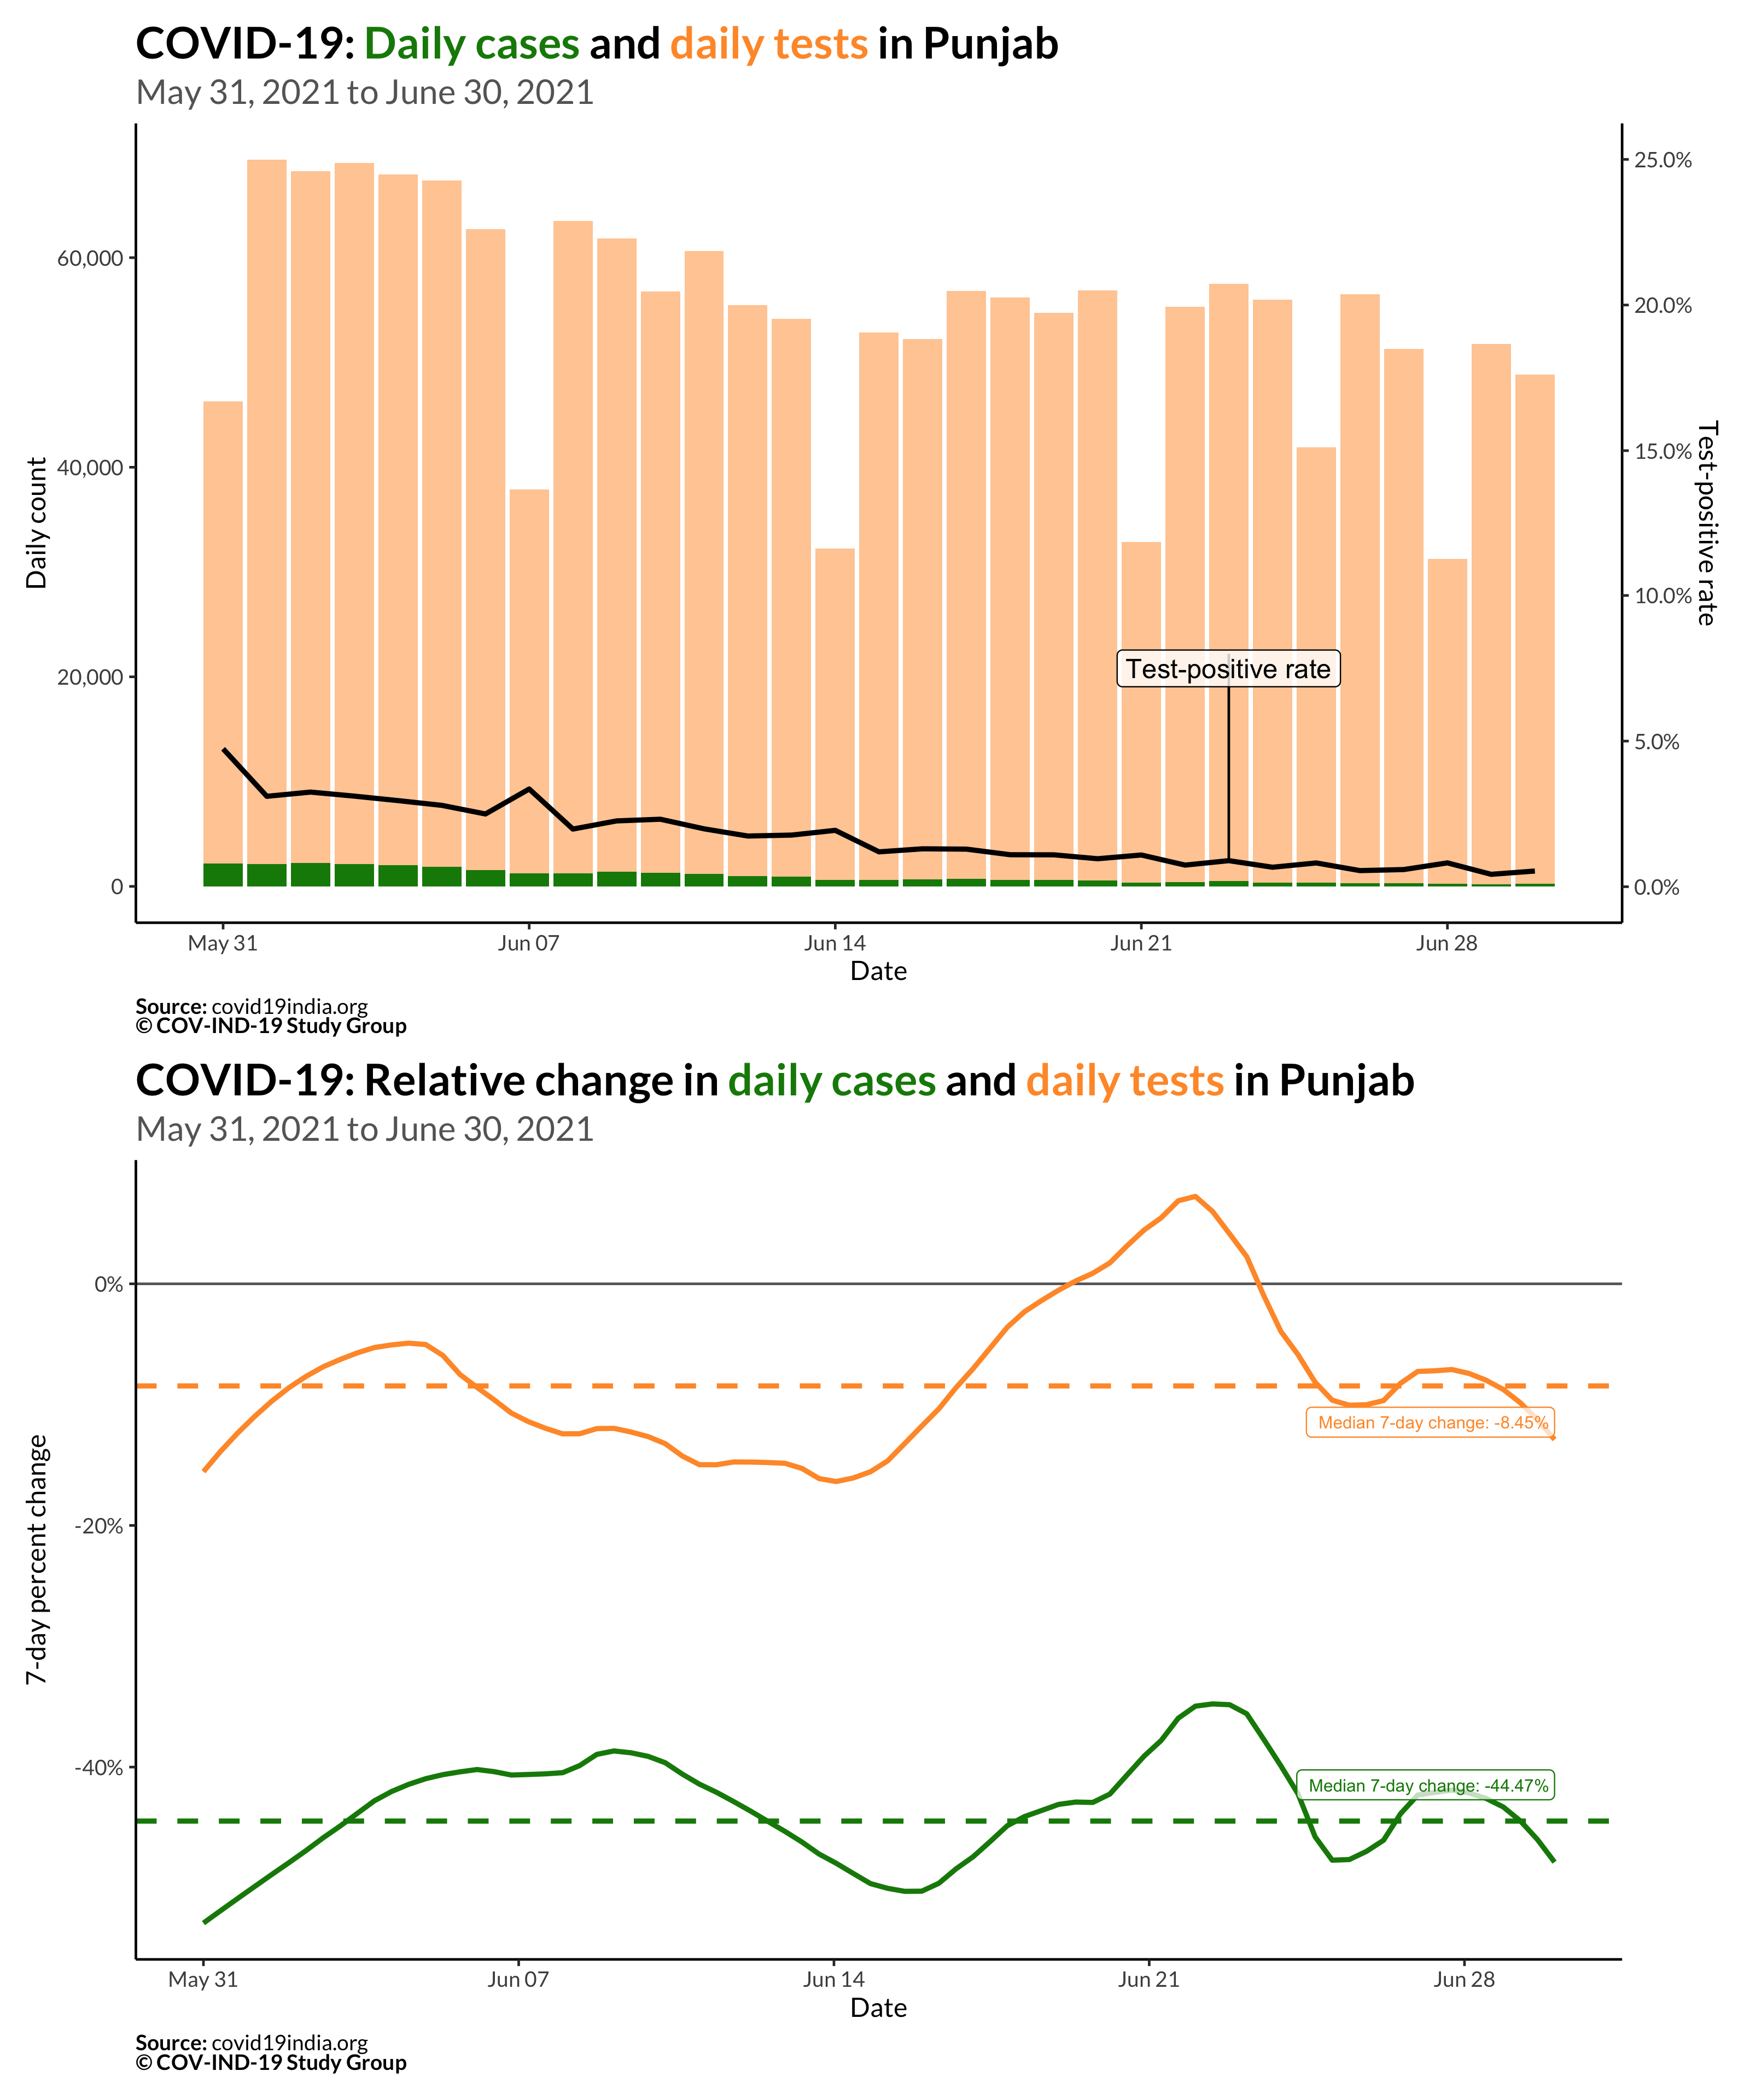 COVID-19: Daily cases and daily tests in Punjab
May 31, 2021 to June 30, 2021
60,000
40,000
20,000
0
Daily count
25.0%
20.0%
15.0%
10.0%
5.0%
0.0%
Test-positive rate
Test-positive rate
May 31
Jun 07
Jun 14
Jun 21
Jun 28
Date
Source: covid19india.org
© COV-IND-19 Study Group
COVID-19: Relative change in daily cases and daily tests in Punjab
May 31, 2021 to June 30, 2021
0%
-20%
-40%
7-day percent change
Median 7-day change: -8.45%
Median 7-day change: -44.47%
May 31
Jun 07
Jun 14
Jun 21
Jun 28
Date
Source: covid19india.org
© COV-IND-19 Study Group